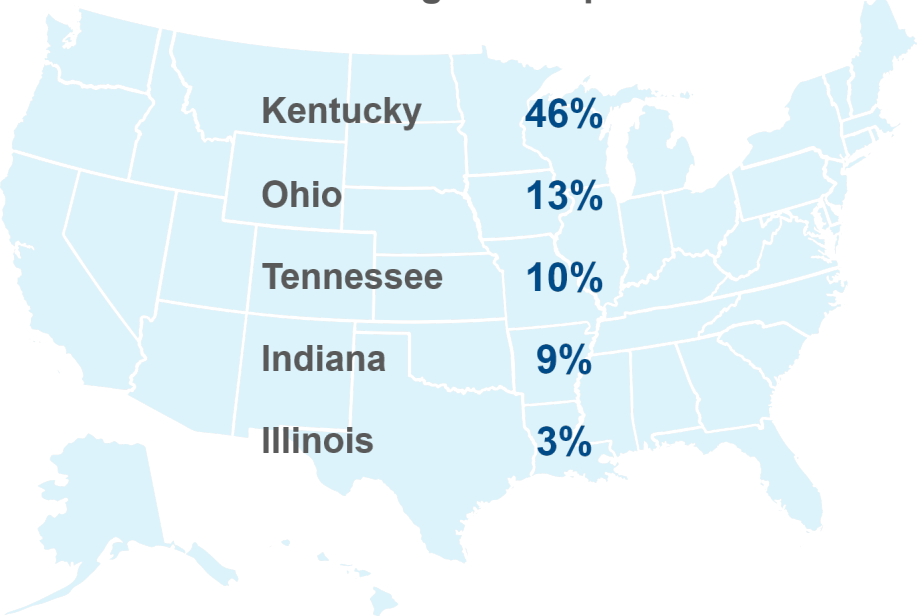 Kentucky 46%
Ohio 13%
Tennessee 10%
Indiana 9%
Illinois 3%